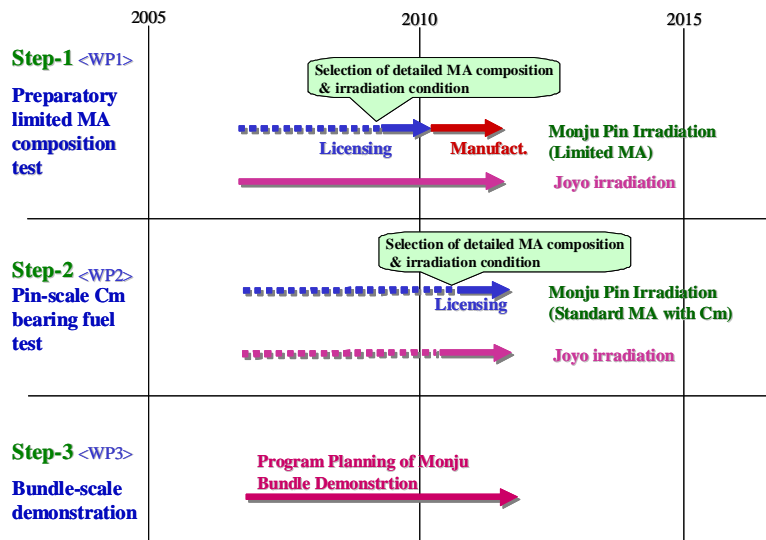 2005 2010 2015
Step-1 <WP1>
Preparatory
limited MA
composition
test
Selection of detailed MA composition
& irradiation condition
Licensing
Manufact.
Monju Pin Irradiation
(Limited MA)
Joyo irradiation
Step-2 <WP2>
Pin-scale Cm
bearing fuel
test
Selection of detailed MA composition
& irradiation condition
Licensing
Monju Pin Irradiation
(Standard MA with Cm)
Joyo irradiation
Step-3 <WP3>
Bundle-scale
demonstration
Program Planning of Monju
Bundle Demonstrtion